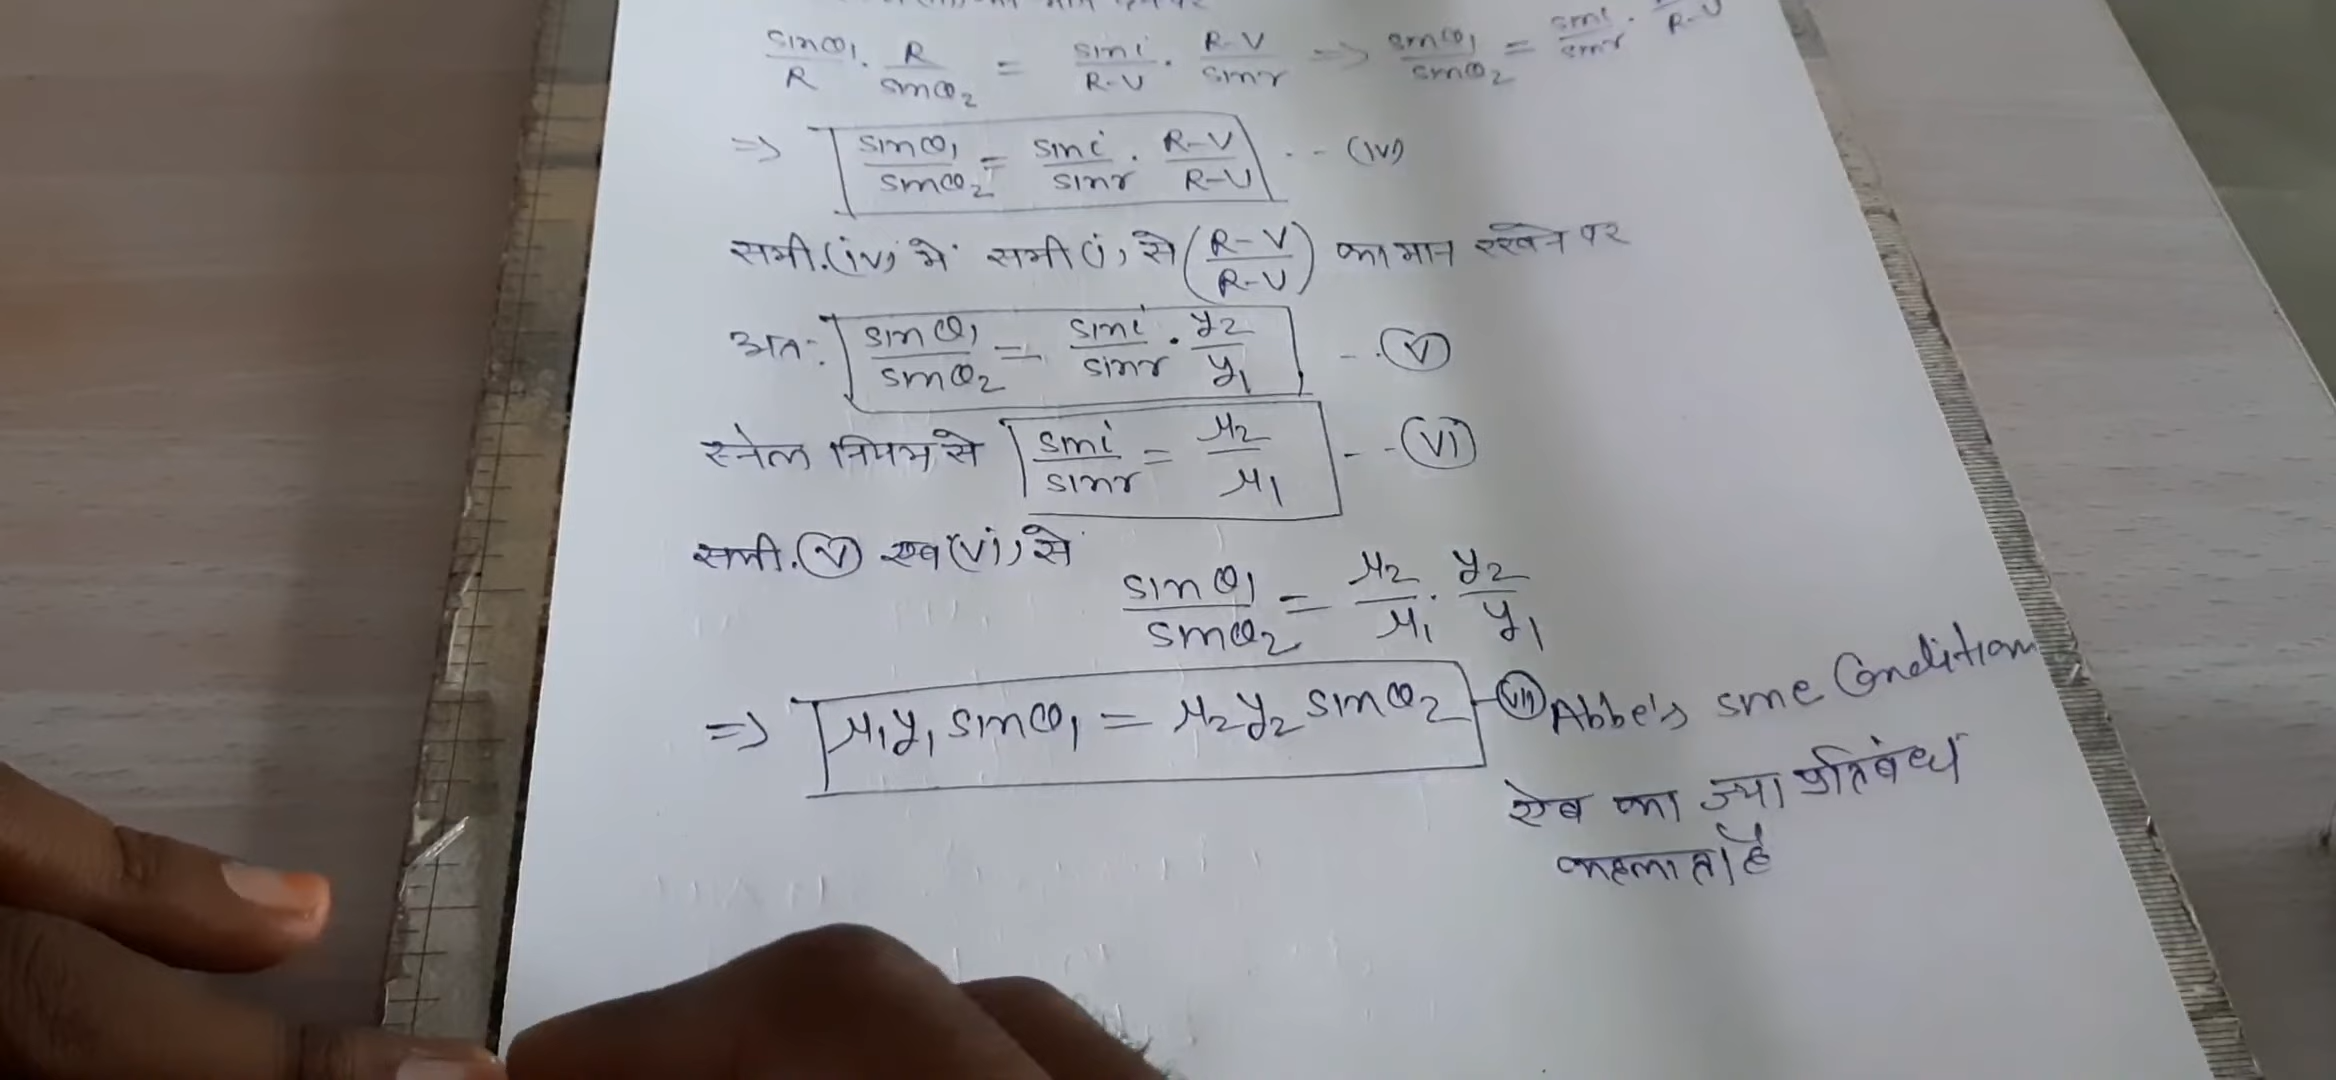 sinθ₁/R · R/sinθ₂ = sini/R-U · R-V/sinr => sinθ₁/sinθ₂ = sini/sinr · /R-U
=> sinθ₁/sinθ₂ = sini/sinr · R-V/R-U -- (iv)
समी.(iv) में समी (i) से (R-V/R-U) का मान रखने पर
अतः sinθ₁/sinθ₂ = sini/sinr · y₂/y₁ -- (V)
स्नेल नियम से sini/sinr = μ₂/μ₁ -- (VI)
समी. (V) एव (vi) से
sinθ₁/sinθ₂ = μ₂/μ₁ · y₂/y₁
=> μ₁y₁ sinθ₁ = μ₂y₂ sinθ₂ - (VII) Abbe's sine Condition
ऐब का ज्या प्रतिबंध
कहलाता है